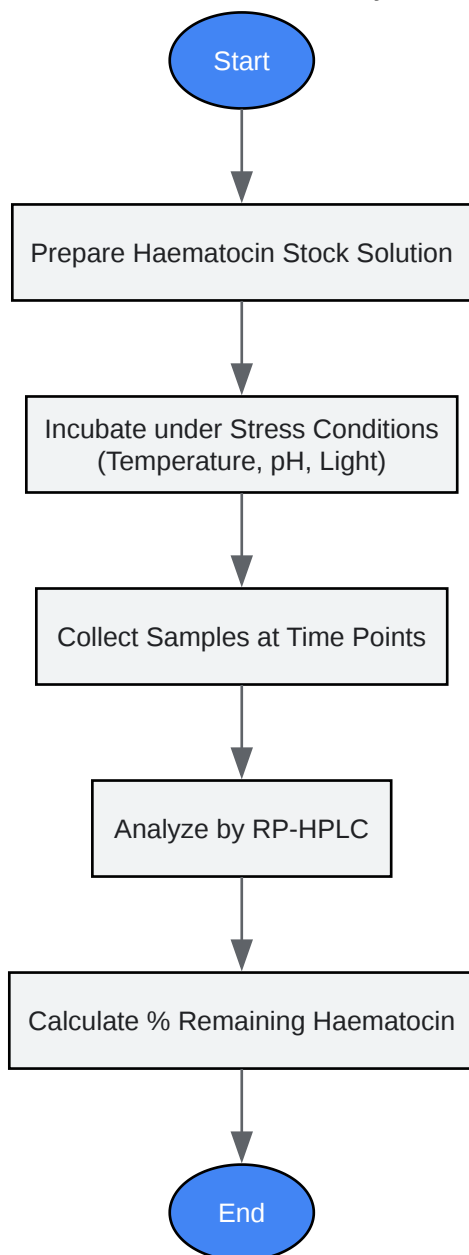 Start
Prepare Haematocin Stock Solution
Incubate under Stress Conditions
(Temperature, pH, Light)
Collect Samples at Time Points
Analyze by RP-HPLC
Calculate % Remaining Haematocin
End